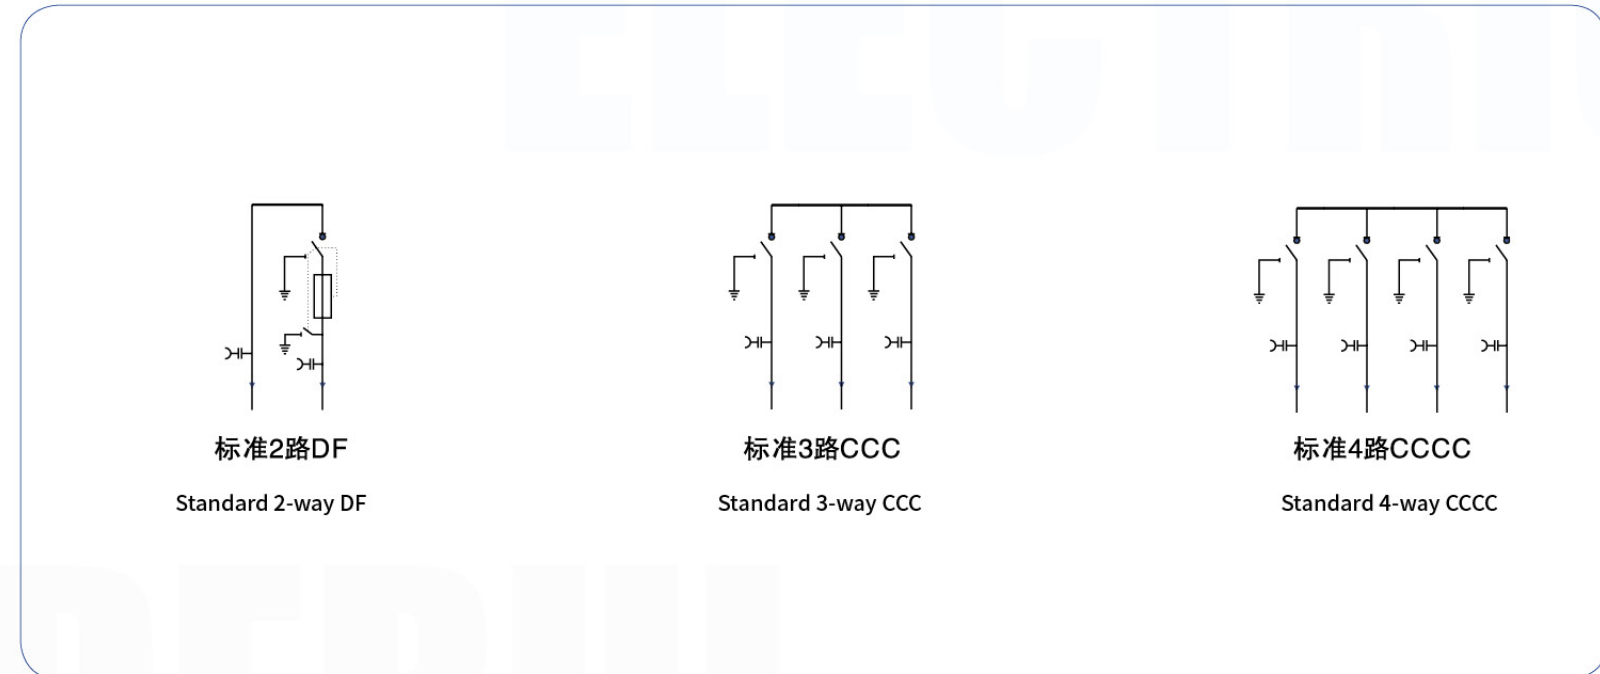 ELECTRIC
标准2路DF
标准3路CCC
标准4路CCCC
Standard 2-way DF
Standard 3-way CCC
Standard 4-way CCCC